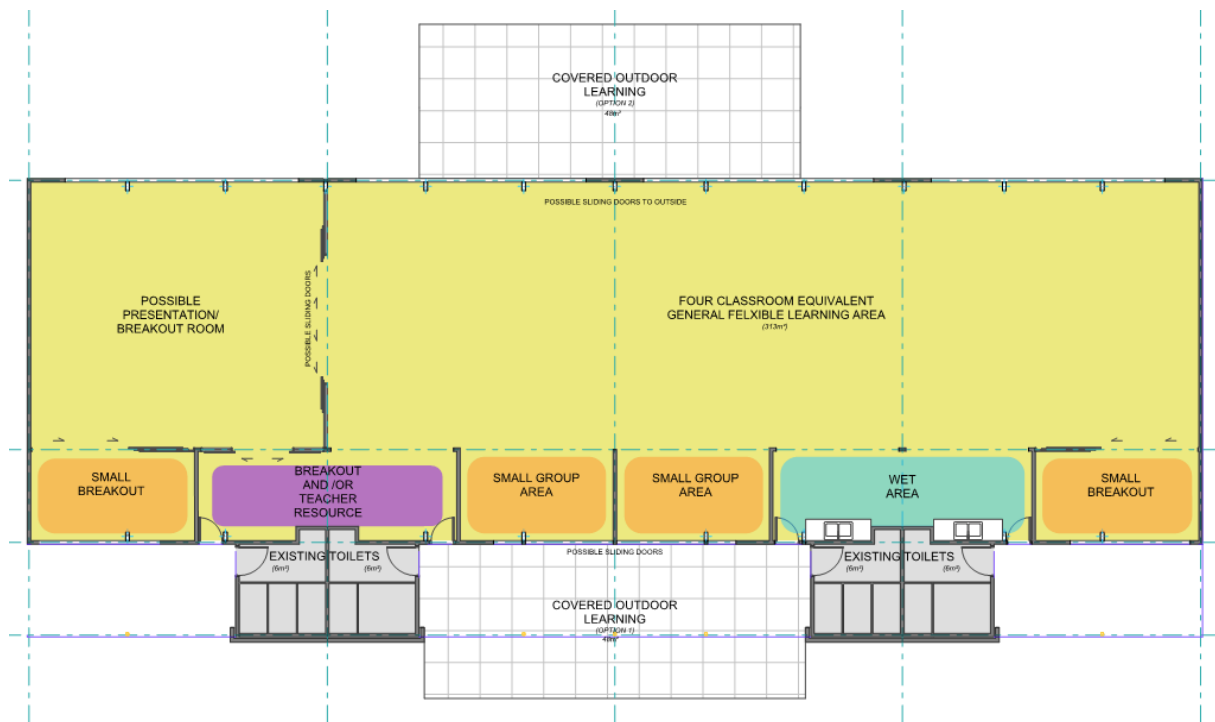 COVERED OUTDOOR
LEARNING
(OPTION 2)
48m²
POSSIBLE SLIDING DOORS TO OUTSIDE
POSSIBLE
PRESENTATION/
BREAKOUT ROOM
POSSIBLE SLIDING DOORS
FOUR CLASSROOM EQUIVALENT
GENERAL FELXIBLE LEARNING AREA
(313m²)
SMALL
BREAKOUT
BREAKOUT
AND /OR
TEACHER
RESOURCE
SMALL GROUP
AREA
SMALL GROUP
AREA
WET
AREA
SMALL
BREAKOUT
EXISTING TOILETS
(6m²)
(6m²)
POSSIBLE SLIDING DOORS
EXISTING TOILETS
(6m²)
(6m²)
COVERED OUTDOOR
LEARNING
(OPTION 1)
48m²